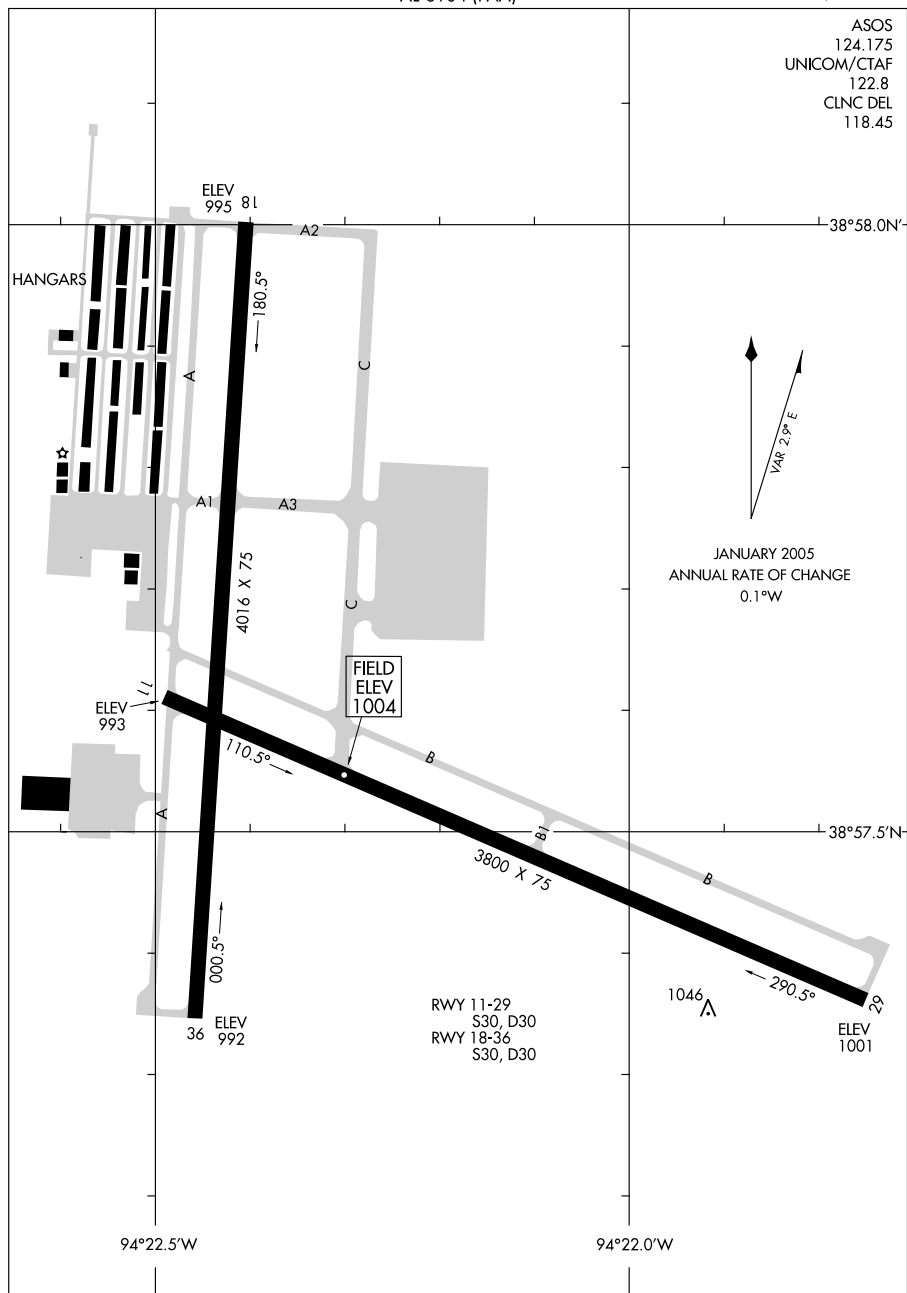 ASOS
124.175
UNICOM/CTAF
122.8
CLNC DEL
118.45
ELEV
995
18
A2
38°58.0'N
HANGARS
180.5°
A
C
VAR 2.9° E
A1
A3
JANUARY 2005
ANNUAL RATE OF CHANGE
0.1°W
4016 X 75
C
FIELD
ELEV
1004
11
ELEV
993
110.5°
B
A
B1
38°57.5'N
3800 X 75
B
000.5°
290.5°
1046
29
RWY 11-29
S30, D30
RWY 18-36
S30, D30
36
ELEV
992
ELEV
1001
94°22.5'W
94°22.0'W